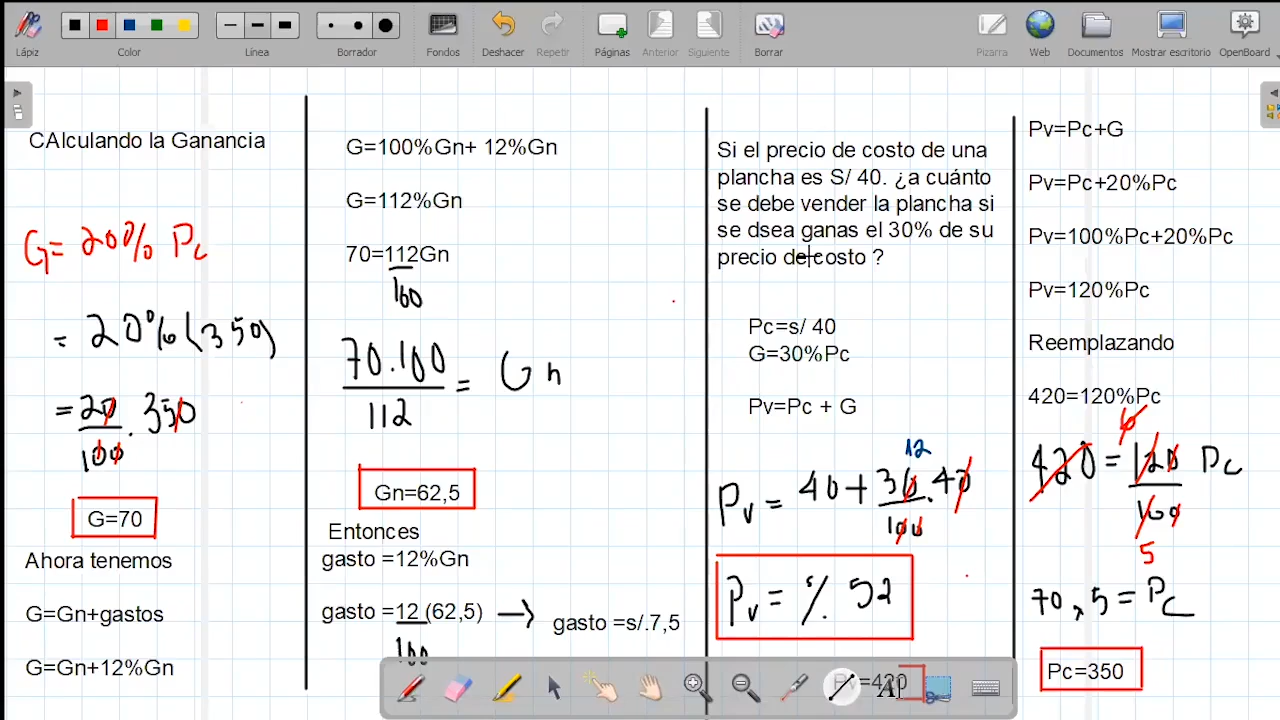 Lápiz
Color
Línea
Borrador
Fondos
Deshacer
Repetir
Páginas
Anterior
Siguiente
Borrar
Pizarra
Web
Documentos
Mostrar escritorio
OpenBoard
CAlculando la Ganancia
G= 20% Pc
= 20%(350)
= 20/100 . 350
G=70
Ahora tenemos
G=Gn+gastos
G=Gn+12%Gn
G=100%Gn+ 12%Gn
G=112%Gn
70=112Gn
100
70.100/112 = Gn
Gn=62,5
Entonces
gasto =12%Gn
gasto =12 (62,5) → gasto =s/.7,5
100
Si el precio de costo de una
plancha es S/ 40. ¿a cuánto
se debe vender la plancha si
se dsea ganas el 30% de su
precio de costo ?
Pc=s/ 40
G=30%Pc
Pv=Pc + G
12
Pv = 40+ 30/100 . 40
Pv = s/. 52
Pv=420
Pv=Pc+G
Pv=Pc+20%Pc
Pv=100%Pc+20%Pc
Pv=120%Pc
Reemplazando
420=120%Pc
6
420 = 120/100 Pc
5
70 x 5 = Pc
Pc=350